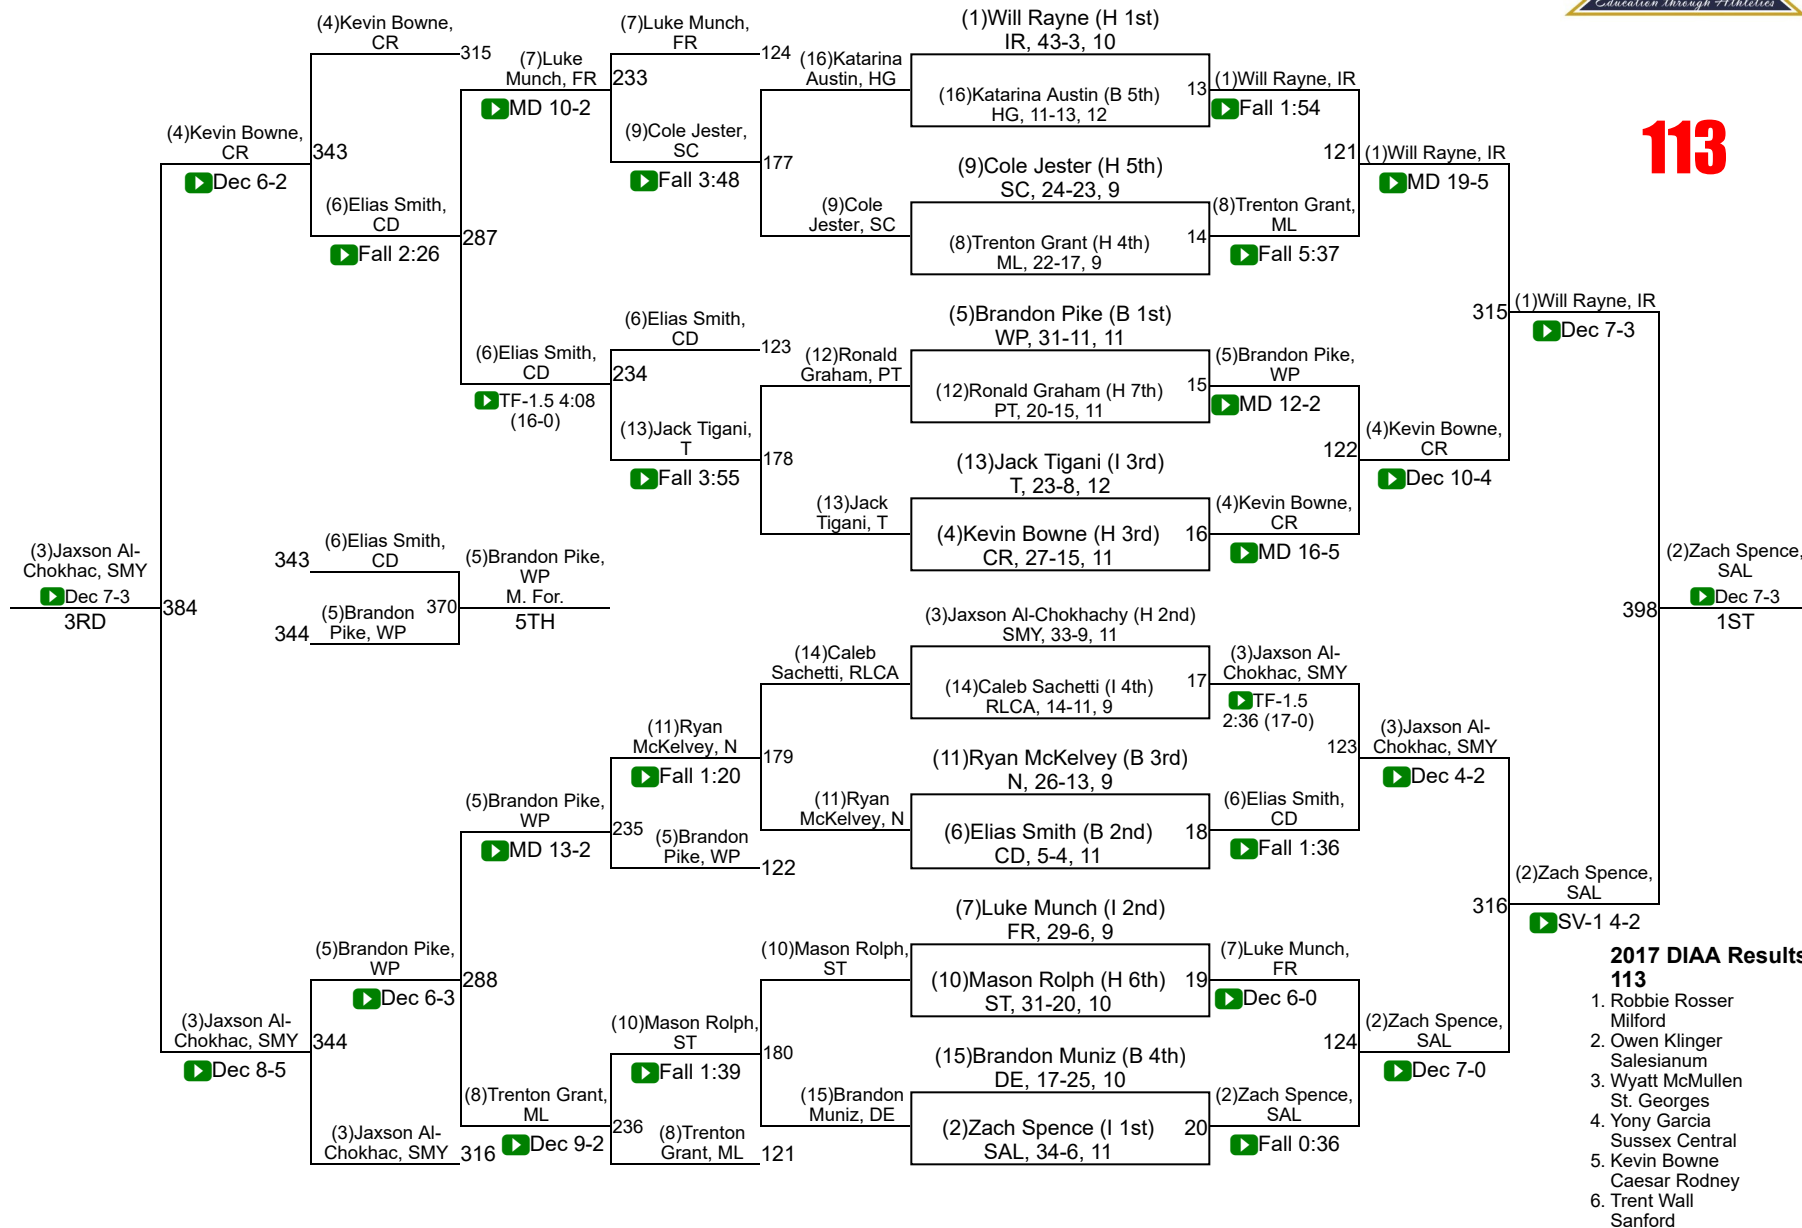 Education through Athletics
113
(4)Kevin Bowne,
CR
315
(7)Luke
Munch, FR
MD 10-2
(7)Luke Munch,
FR
124
233
(9)Cole Jester,
SC
Fall 3:48
(16)Katarina
Austin, HG
177
(9)Cole
Jester, SC
(1)Will Rayne (H 1st)
IR, 43-3, 10
(16)Katarina Austin (B 5th)
HG, 11-13, 12
13
(1)Will Rayne, IR
Fall 1:54
(9)Cole Jester (H 5th)
SC, 24-23, 9
(8)Trenton Grant (H 4th)
ML, 22-17, 9
14
(8)Trenton Grant,
ML
Fall 5:37
121
(1)Will Rayne, IR
MD 19-5
(4)Kevin Bowne,
CR
Dec 6-2
343
(6)Elias Smith,
CD
Fall 2:26
287
(6)Elias Smith,
CD
TF-1.5 4:08
(16-0)
(6)Elias Smith,
CD
123
234
(13)Jack Tigani,
T
Fall 3:55
(12)Ronald
Graham, PT
178
(13)Jack
Tigani, T
(5)Brandon Pike (B 1st)
WP, 31-11, 11
(12)Ronald Graham (H 7th)
PT, 20-15, 11
15
(5)Brandon Pike,
WP
MD 12-2
(13)Jack Tigani (I 3rd)
T, 23-8, 12
(4)Kevin Bowne (H 3rd)
CR, 27-15, 11
16
(4)Kevin Bowne,
CR
MD 16-5
122
(4)Kevin Bowne,
CR
Dec 10-4
315
(1)Will Rayne, IR
Dec 7-3
(3)Jaxson Al-
Chokhac, SMY
Dec 7-3
3RD
384
343
(6)Elias Smith,
CD
344
(5)Brandon
Pike, WP
370
(5)Brandon Pike,
WP
M. For.
5TH
398
(2)Zach Spence,
SAL
Dec 7-3
1ST
(3)Jaxson Al-Chokhachy (H 2nd)
SMY, 33-9, 11
(14)Caleb Sachetti (I 4th)
RLCA, 14-11, 9
17
(14)Caleb
Sachetti, RLCA
(3)Jaxson Al-
Chokhac, SMY
TF-1.5
2:36 (17-0)
(11)Ryan
McKelvey, N
Fall 1:20
179
(11)Ryan
McKelvey, N
(11)Ryan McKelvey (B 3rd)
N, 26-13, 9
(6)Elias Smith (B 2nd)
CD, 5-4, 11
18
(6)Elias Smith,
CD
Fall 1:36
123
(3)Jaxson Al-
Chokhac, SMY
Dec 4-2
(5)Brandon Pike,
WP
MD 13-2
235
(5)Brandon
Pike, WP
122
316
(2)Zach Spence,
SAL
SV-1 4-2
(5)Brandon Pike,
WP
Dec 6-3
288
(10)Mason Rolph,
ST
(7)Luke Munch (I 2nd)
FR, 29-6, 9
(10)Mason Rolph (H 6th)
ST, 31-20, 10
19
(7)Luke Munch,
FR
Dec 6-0
(3)Jaxson Al-
Chokhac, SMY
Dec 8-5
344
(3)Jaxson Al-
Chokhac, SMY
316
(8)Trenton Grant,
ML
Dec 9-2
(10)Mason Rolph,
ST
Fall 1:39
236
(8)Trenton
Grant, ML
121
180
(15)Brandon
Muniz, DE
(15)Brandon Muniz (B 4th)
DE, 17-25, 10
(2)Zach Spence (I 1st)
SAL, 34-6, 11
20
(2)Zach Spence,
SAL
Fall 0:36
124
(2)Zach Spence,
SAL
Dec 7-0
2017 DIAA Results
113
1. Robbie Rosser
Milford
2. Owen Klinger
Salesianum
3. Wyatt McMullen
St. Georges
4. Yony Garcia
Sussex Central
5. Kevin Bowne
Caesar Rodney
6. Trent Wall
Sanford